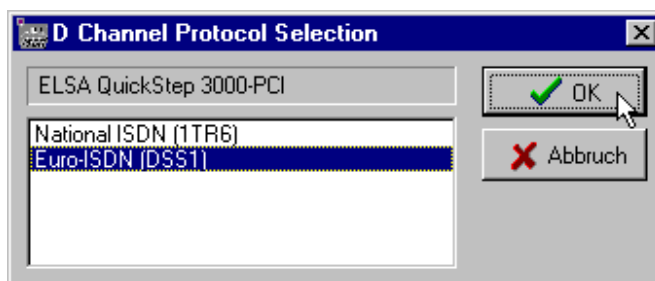 D Channel Protocol Selection
ELSA QuickStep 3000-PCI
OK
National ISDN (1TR6)
Euro-ISDN (DSS1)
Abbruch